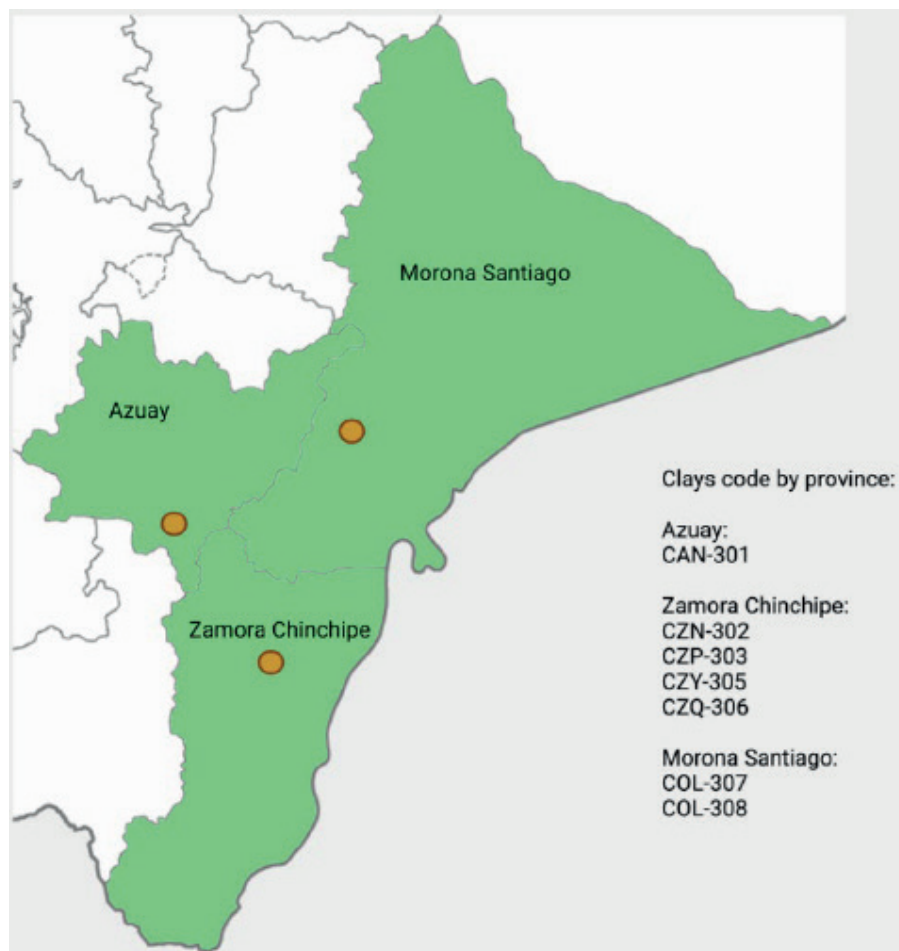 Morona Santiago
Azuay
Zamora Chinchipe
Clays code by province:
Azuay:
CAN-301
Zamora Chinchipe:
CZN-302
CZP-303
CZY-305
CZQ-306
Morona Santiago:
COL-307
COL-308